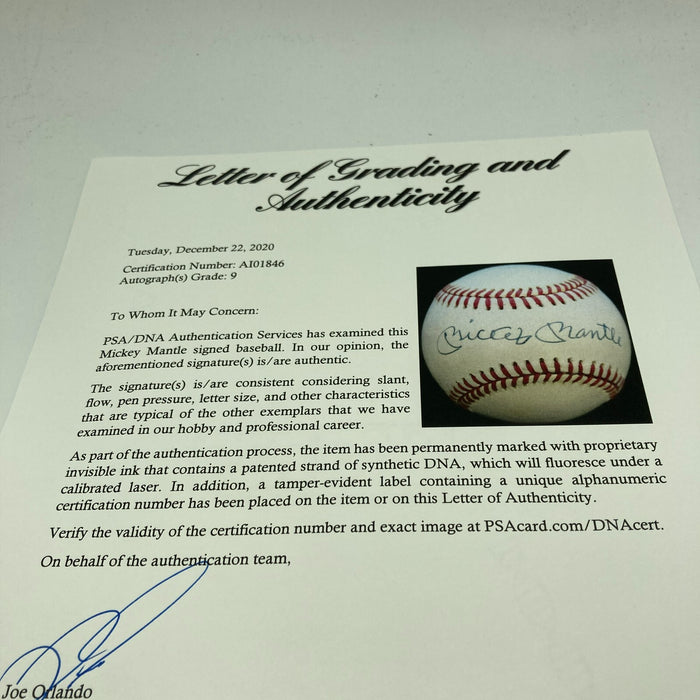 Letter of Grading and
Authenticity
Tuesday, December 22, 2020
Certification Number: AI01846
Autograph(s) Grade: 9
To Whom It May Concern:
PSA/DNA Authentication Services has examined this
Mickey Mantle signed baseball. In our opinion, the
aforementioned signature(s) is/are authentic.
The signature(s) is/are consistent considering slant,
flow, pen pressure, letter size, and other characteristics
that are typical of the other exemplars that we have
examined in our hobby and professional career.
Mickey Mantle
As part of the authentication process, the item has been permanently marked with proprietary
invisible ink that contains a patented strand of synthetic DNA, which will fluoresce under a
calibrated laser. In addition, a tamper-evident label containing a unique alphanumeric
certification number has been placed on the item or on this Letter of Authenticity.
Verify the validity of the certification number and exact image at PSAcard.com/DNAcert.
On behalf of the authentication team,
Joe Orlando